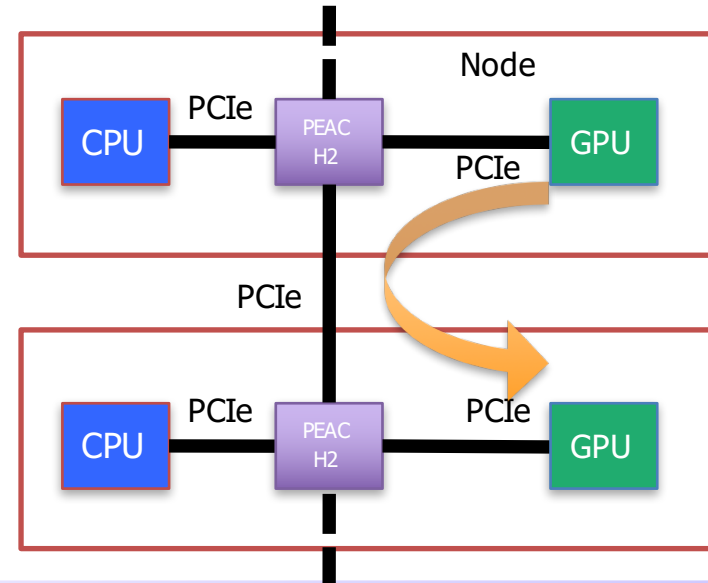 Node
PCIe
CPU
PEAC
H2
PCIe
GPU
PCIe
PCIe
CPU
PEAC
H2
PCIe
GPU